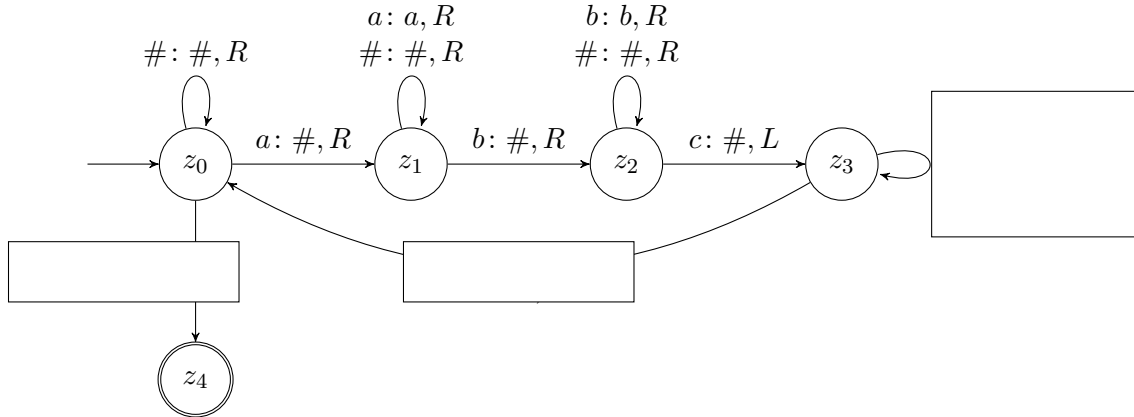 a: a, R
b: b, R
#: #, R
#: #, R
#: #, R
z₀
a: #, R
z₁
b: #, R
z₂
c: #, L
z₃
z₄